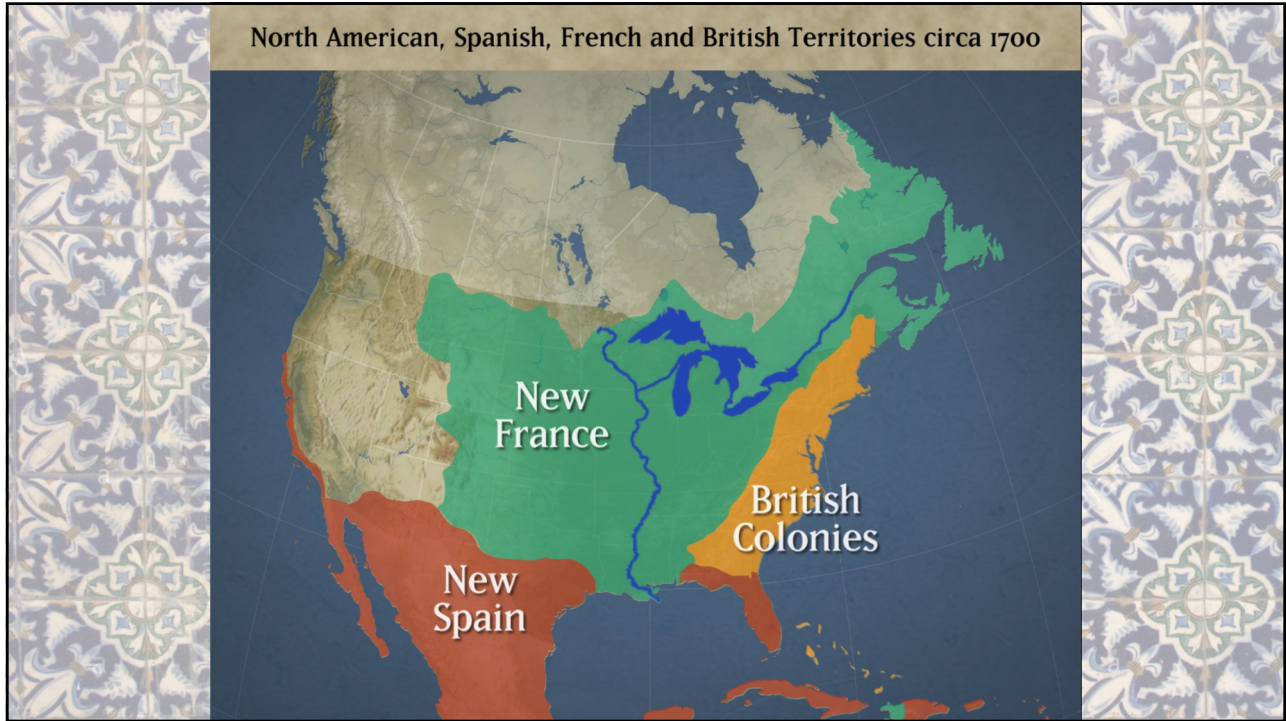 North American, Spanish, French and British Territories circa 1700
New
France
British
Colonies
New
Spain